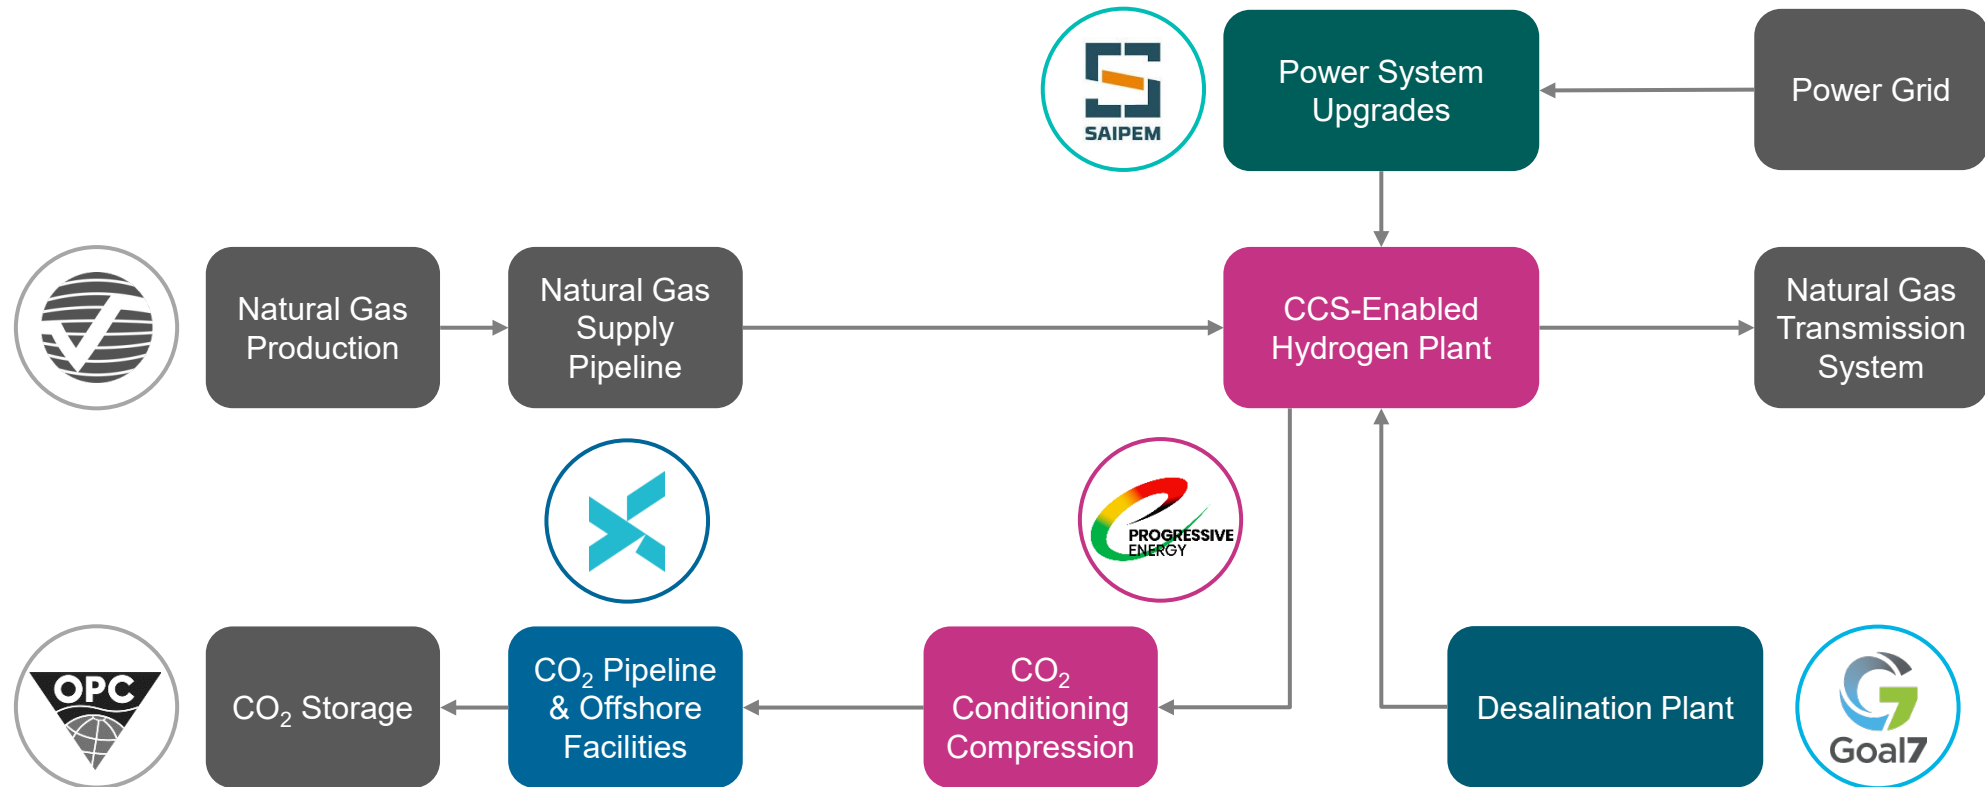 SAIPEM
Power System
Upgrades
Power Grid
Natural Gas
Production
Natural Gas
Supply
Pipeline
CCS-Enabled
Hydrogen Plant
Natural Gas
Transmission
System
PROGRESSIVE
ENERGY
OPC
CO₂ Storage
CO₂ Pipeline
& Offshore
Facilities
CO₂
Conditioning
Compression
Desalination Plant
G7
Goal7